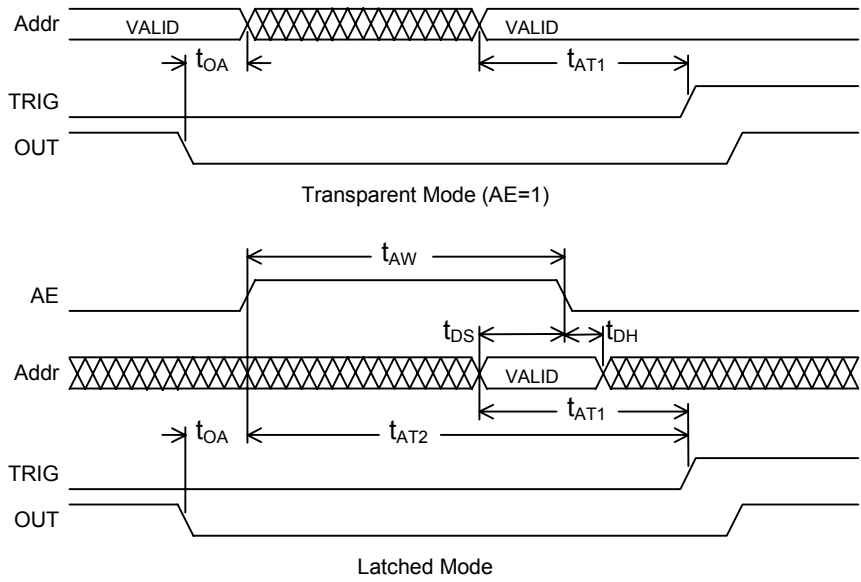 Addr VALID VALID
tOA tAT1
TRIG
OUT
Transparent Mode (AE=1)
tAW
AE
tDS tDH
Addr VALID
tAT1
tOA tAT2
TRIG
OUT
Latched Mode